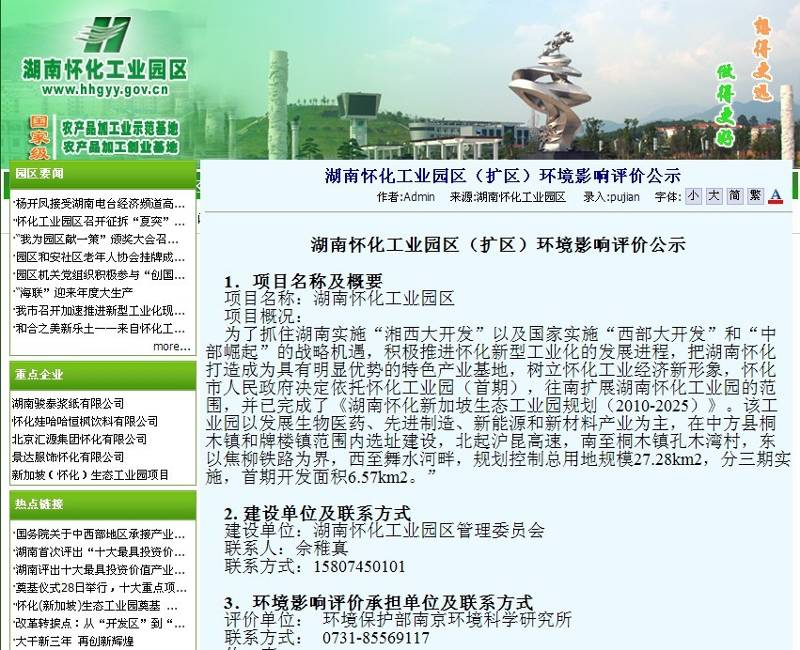 湖南怀化工业园区
www.hhgyy.gov.cn
国家级
农产品加工业示范基地
农产品加工创业基地
想得更远
做得更好
园区要闻
·杨开凤接受湖南电台经济频道高...
·怀化工业园区召开征拆“夏突”...
·“我为园区献一策”颁奖大会召...
·园区和安社区老年人协会挂牌成...
·园区机关党组织积极参与“创国...
·“海联”迎来年度大生产
·我市召开加速推进新型工业化现...
·和合之美新乐土——来自怀化工...
more...
重点企业
湖南骏泰浆纸有限公司
怀化娃哈哈恒枫饮料有限公司
北京汇源集团怀化有限公司
景达服饰怀化有限公司
新加坡（怀化）生态工业园项目
热点链接
·国务院关于中西部地区承接产业...
·湖南首次评出“十大最具投资价...
·湖南评出十大最具投资价值产业...
·奠基仪式28日举行，十大重点项...
·怀化(新加坡)生态工业园奠基 ...
·改革转捩点：从“开发区”到“...
·大干新三年 再创新辉煌
湖南怀化工业园区（扩区）环境影响评价公示
作者:Admin 来源:湖南怀化工业园区 录入:pujian 字体: 小 大 简 繁 A
湖南怀化工业园区（扩区）环境影响评价公示
1．项目名称及概要
项目名称：湖南怀化工业园区
项目概况：
为了抓住湖南实施“湘西大开发”以及国家实施“西部大开发”和“中
部崛起”的战略机遇，积极推进怀化新型工业化的发展进程，把湖南怀化
打造成为具有明显优势的特色产业基地，树立怀化工业经济新形象，怀化
市人民政府决定依托怀化工业园（首期），往南扩展湖南怀化工业园的范
围，并已完成了《湖南怀化新加坡生态工业园规划（2010-2025）》。该工
业园以发展生物医药、先进制造、新能源和新材料产业为主，在中方县桐
木镇和牌楼镇范围内选址建设，北起沪昆高速，南至桐木镇孔木湾村，东
以焦柳铁路为界，西至舞水河畔，规划控制总用地规模27.28km2，分三期实
施，首期开发面积6.57km2。”
2. 建设单位及联系方式
建设单位：湖南怀化工业园区管理委员会
联系人：佘稚真
联系方式：15807450101
3．环境影响评价承担单位及联系方式
评价单位： 环境保护部南京环境科学研究所
联系方式： 0731-85569117